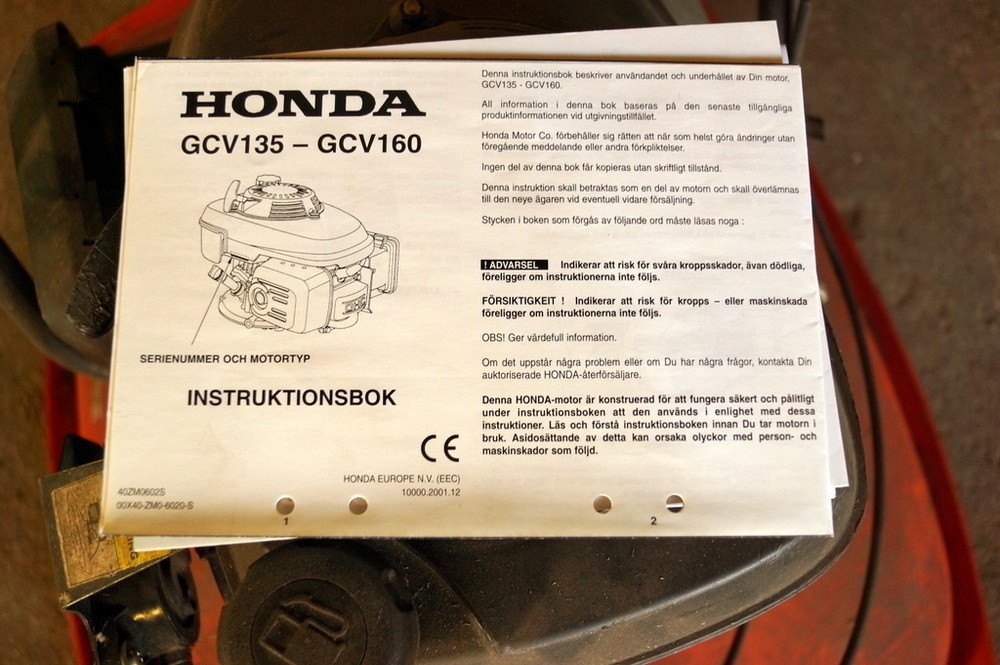 HONDA
GCV135 – GCV160
SERIENUMMER OCH MOTORTYP
INSTRUKTIONSBOK
CE
HONDA EUROPE N.V. (EEC)
10000.2001.12
40ZM0602S
00X40-ZM0-6020-S
1
Denna instruktionsbok beskriver användandet och underhållet av Din motor,
GCV135 - GCV160.
All information i denna bok baseras på den senaste tillgängliga
produktinformationen vid utgivningstillfället.
Honda Motor Co. förbehåller sig rätten att när som helst göra ändringer utan
föregående meddelande eller andra förkpliktelser.
Ingen del av denna bok får kopieras utan skriftligt tillstånd.
Denna instruktion skall betraktas som en del av motorn och skall överlämnas
till den neye ägaren vid eventuell vidare försäljning.
Stycken i boken som förgås av följande ord måste läsas noga :
! ADVARSEL Indikerar att risk för svåra kroppsskador, ävan dödliga,
föreligger om instruktionerna inte följs.
FÖRSIKTIGKEIT ! Indikerar att risk för kropps – eller maskinskada
föreligger om instruktionerna inte följs.
OBS! Ger värdefull information.
Om det uppstår några problem eller om Du har några frågor, kontakta Din
auktoriserade HONDA-återförsäljare.
Denna HONDA-motor är konstruerad för att fungera säkert och pålitligt
under instruktionsboken att den används i enlighet med dessa
instruktioner. Läs och förstå instruktionsboken innan Du tar motorn i
bruk. Asidosättande av detta kan orsaka olyckor med person- och
maskinskador som följd.
2